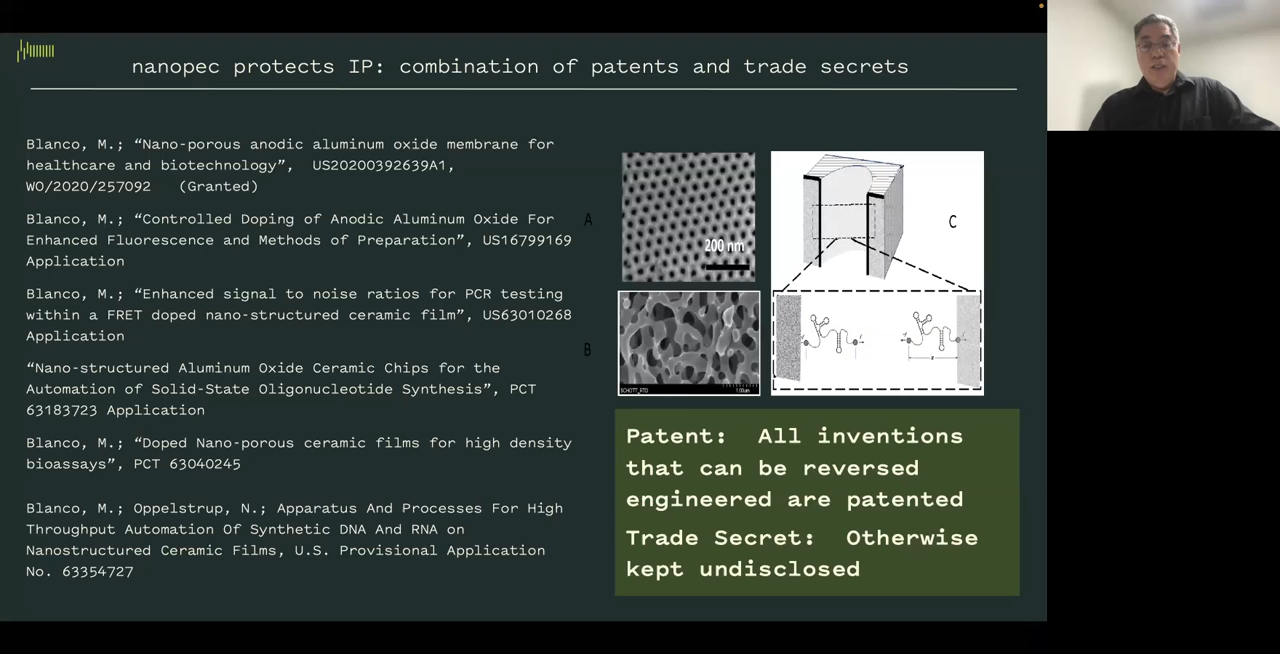 nanopec protects IP: combination of patents and trade secrets
Blanco, M.; “Nano-porous anodic aluminum oxide membrane for
healthcare and biotechnology”, US20200392639A1,
WO/2020/257092 (Granted)
Blanco, M.; “Controlled Doping of Anodic Aluminum Oxide For
Enhanced Fluorescence and Methods of Preparation”, US16799169
Application
Blanco, M.; “Enhanced signal to noise ratios for PCR testing
within a FRET doped nano-structured ceramic film”, US63010268
Application
“Nano-structured Aluminum Oxide Ceramic Chips for the
Automation of Solid-State Oligonucleotide Synthesis”, PCT
63183723 Application
Blanco, M.; “Doped Nano-porous ceramic films for high density
bioassays”, PCT 63040245
Blanco, M.; Oppelstrup, N.; Apparatus And Processes For High
Throughput Automation Of Synthetic DNA And RNA on
Nanostructured Ceramic Films, U.S. Provisional Application
No. 63354727
A
200 nm
B
SCHOTT_RTD
1.00um
C
Patent: All inventions
that can be reversed
engineered are patented
Trade Secret: Otherwise
kept undisclosed